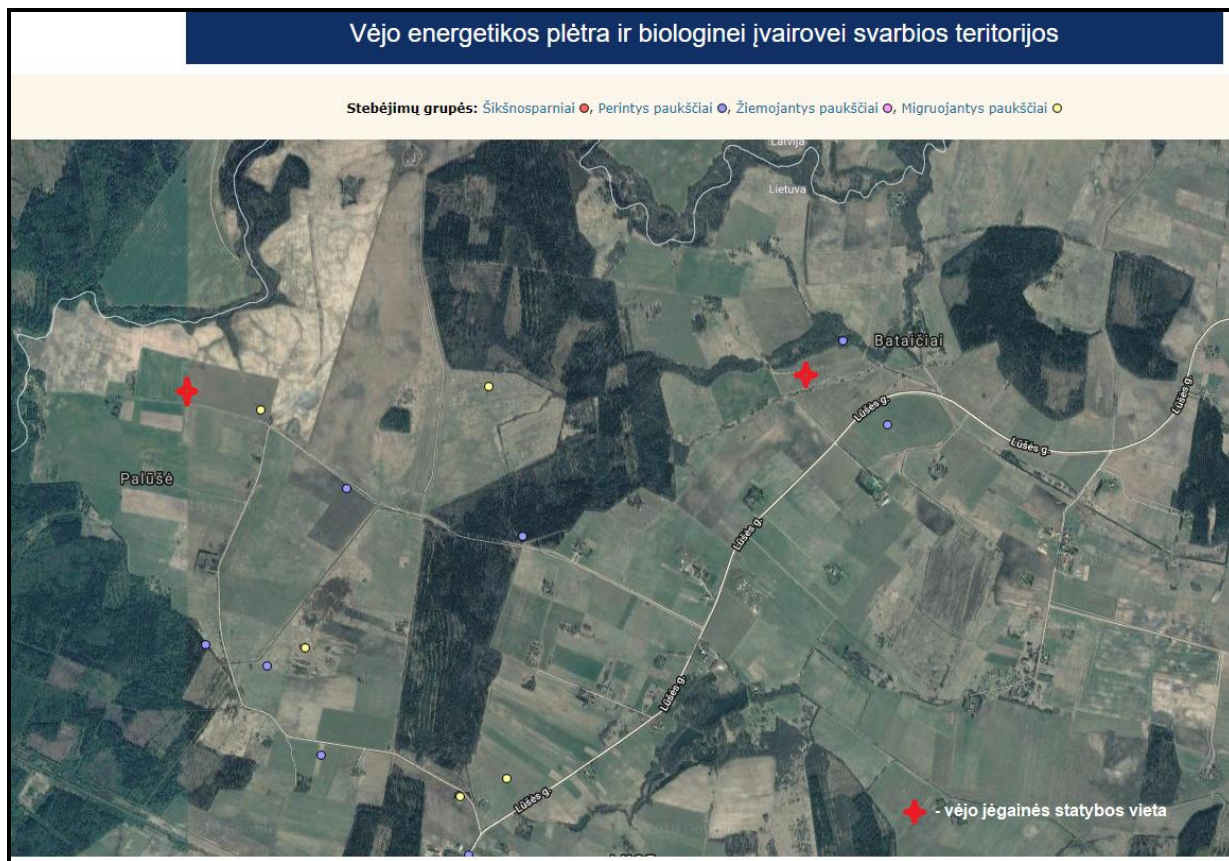 Vėjo energetikos plėtra ir biologinei įvairovei svarbios teritorijos
Stebėjimų grupės: Šikšnosparniai, Perintys paukščiai, Žiemojantys paukščiai, Migruojantys paukščiai
Latvija
Lietuva
Bataičiai
Lūšės g.
Lūšės g.
Lūšės g.
Palūšė
Lūšės g.
Lūšės g.
Lūšės g.
- vėjo jėgainės statybos vieta